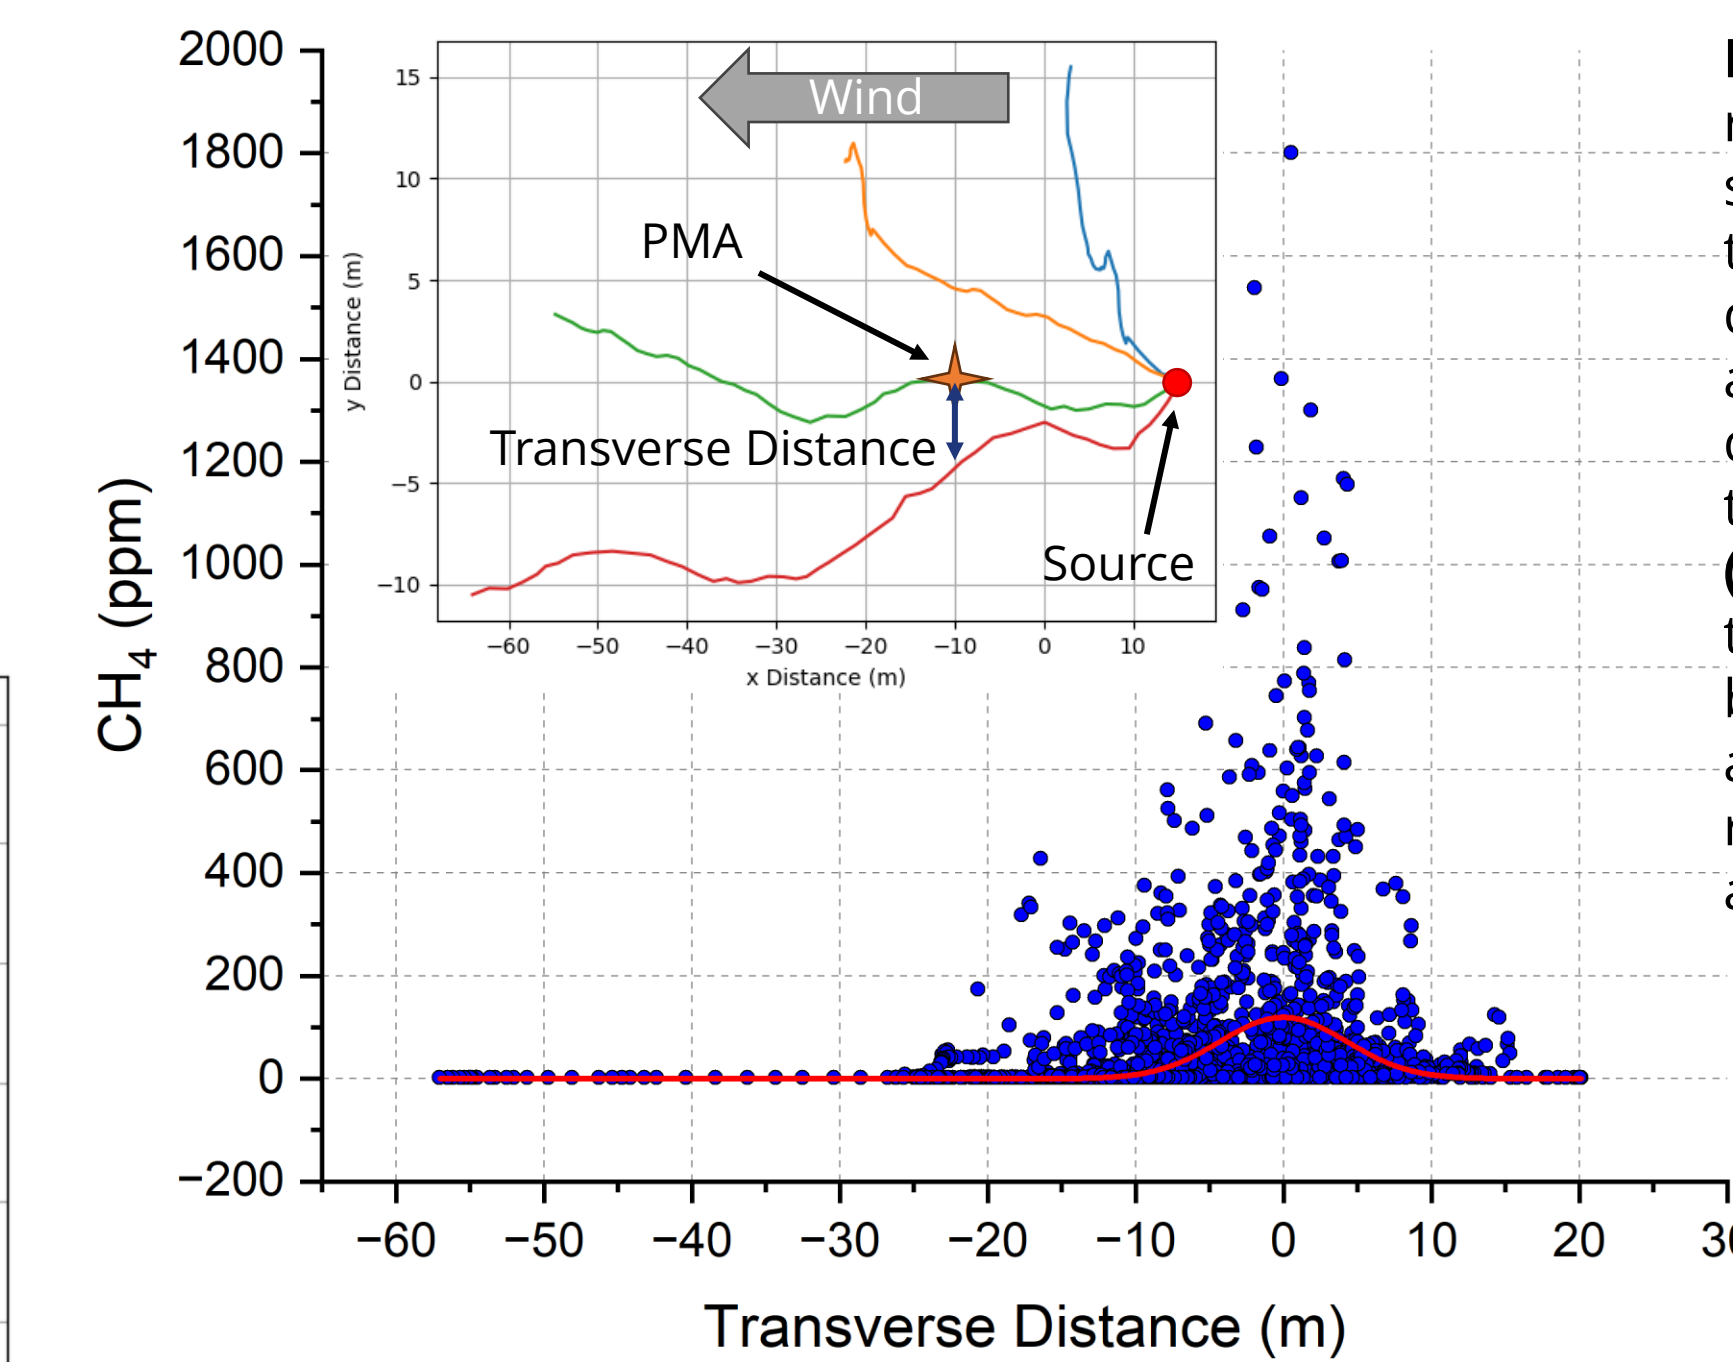 2000
1800
1600
1400
1200
1000
800
600
400
200
0
−200
CH4 (ppm)
−60 −50 −40 −30 −20 −10 0 10 20
Transverse Distance (m)
Wind
PMA
Transverse Distance
Source
15
10
5
0
−5
−10
y Distance (m)
−60 −50 −40 −30 −20 −10 0 10
x Distance (m)